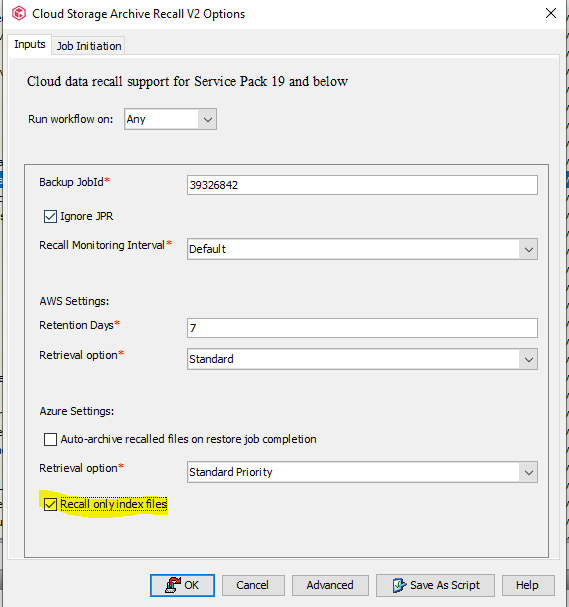 Cloud Storage Archive Recall V2 Options
Inputs Job Initiation
Cloud data recall support for Service Pack 19 and below
Run workflow on: Any
Backup JobId* 39326842
Ignore JPR
Recall Monitoring Interval* Default
AWS Settings:
Retention Days* 7
Retrieval option* Standard
Azure Settings:
Auto-archive recalled files on restore job completion
Retrieval option* Standard Priority
Recall only index files
OK Cancel Advanced Save As Script Help